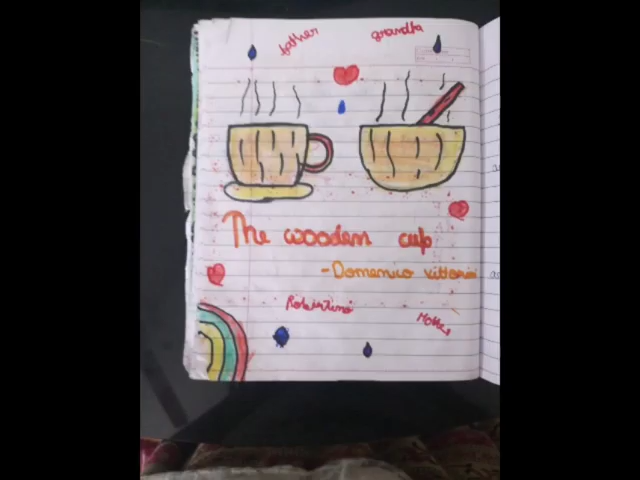 father grandfa
The wooden cup
- Domenico vittorini
Robertino
Mother